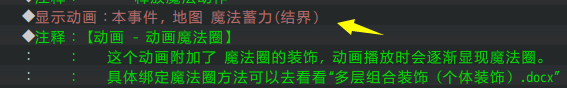 ◆显示动画：本事件, 地图 魔法蓄力(结界)
◆注释：【动画 - 动画魔法圈】
：　：　这个动画附加了 魔法圈的装饰，动画播放时会逐渐显现魔法圈。
：　：　具体绑定魔法圈方法可以去看看“多层组合装饰（个体装饰）.docx”